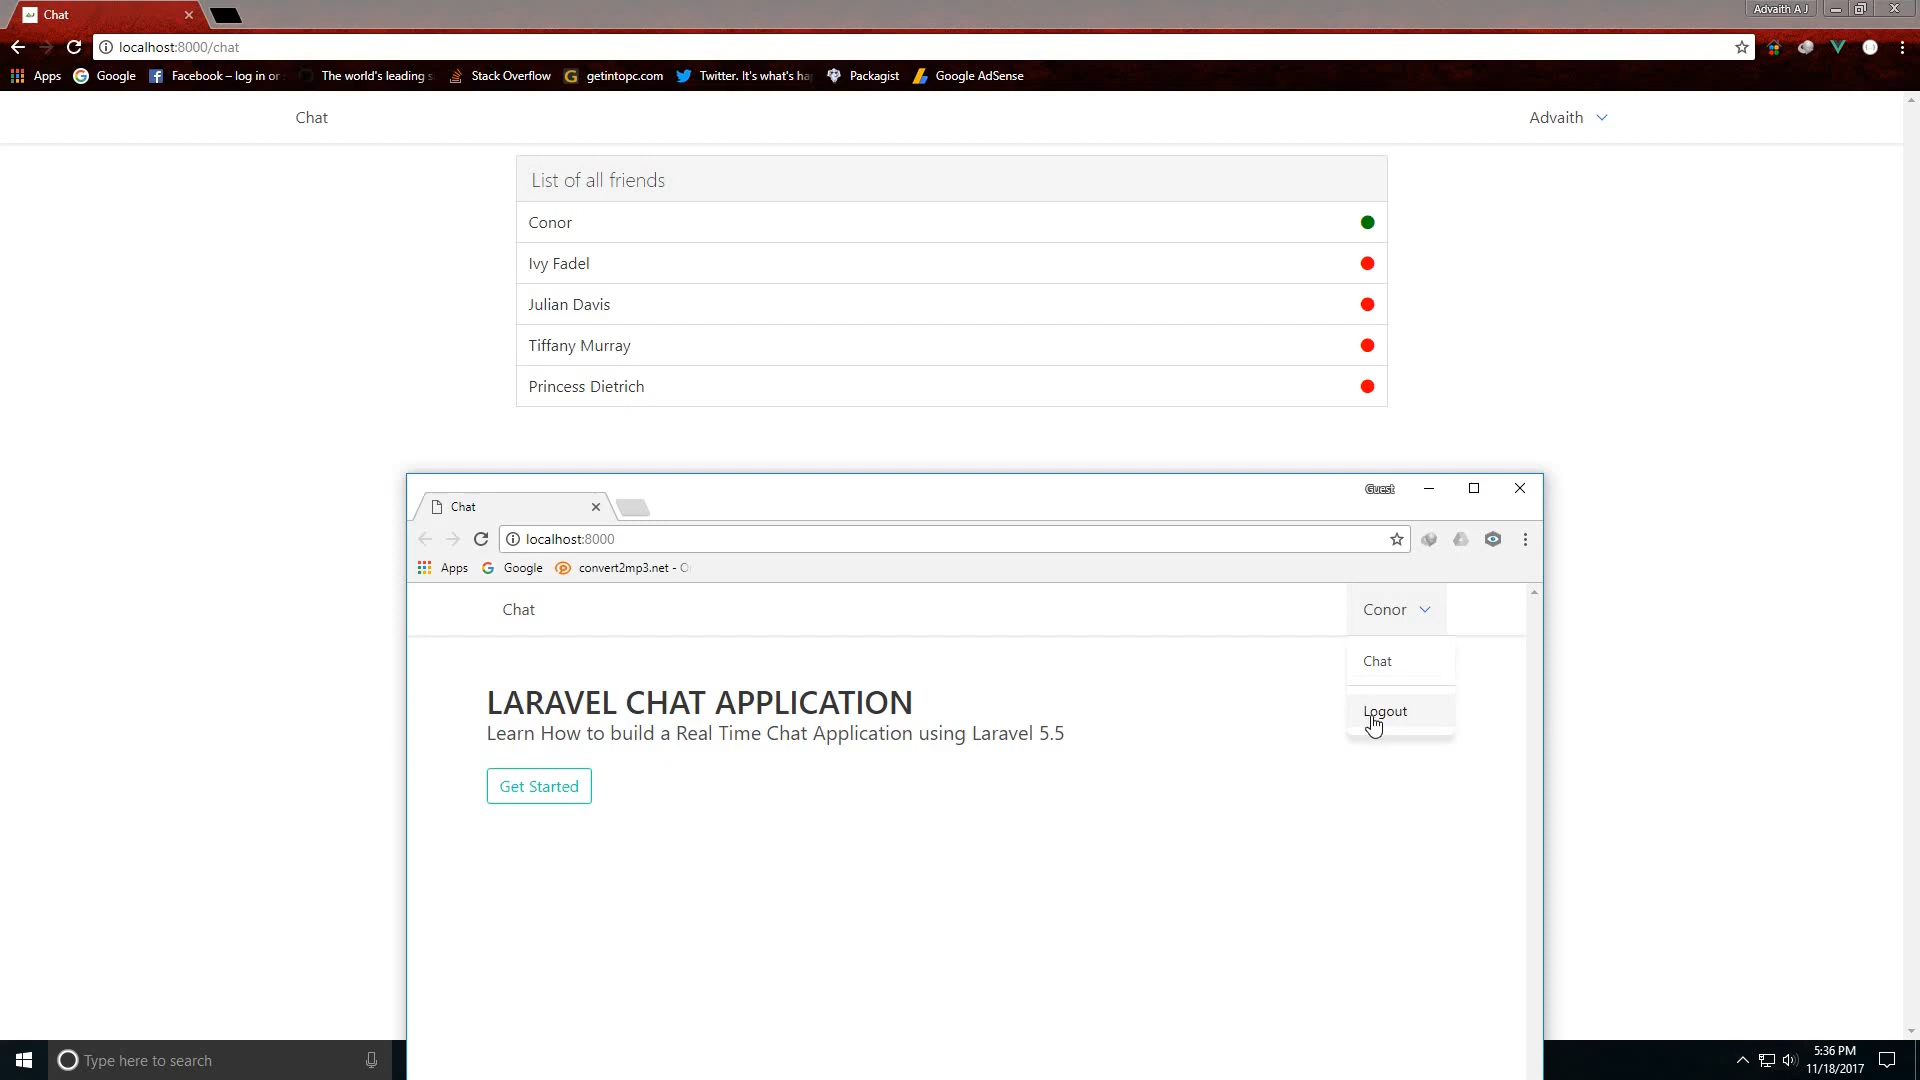 Chat
Advaith A J
localhost:8000/chat
Apps Google Facebook – log in or The world's leading s Stack Overflow getintopc.com Twitter. It's what's ha Packagist Google AdSense
Chat Advaith
List of all friends
Conor
Ivy Fadel
Julian Davis
Tiffany Murray
Princess Dietrich
Guest
Chat
localhost:8000
Apps Google convert2mp3.net - O
Chat Conor
Chat
Logout
LARAVEL CHAT APPLICATION
Learn How to build a Real Time Chat Application using Laravel 5.5
Get Started
Type here to search
5:36 PM
11/18/2017